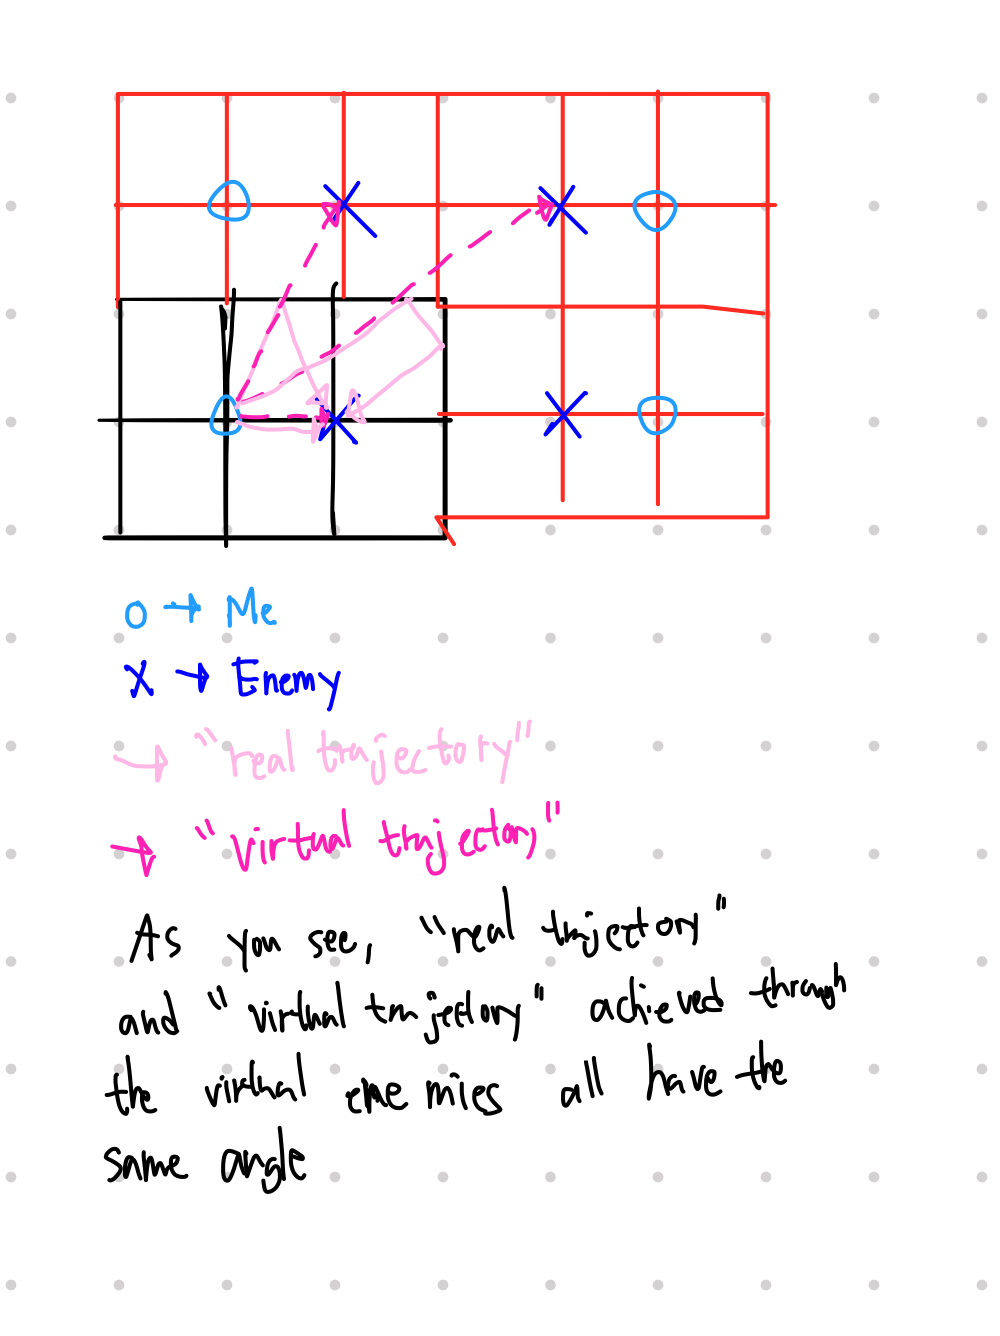 O → Me
X → Enemy
→ "real trajectory"
→ "virtual trajectory"
As you see, "real trajectory"
and "virtual trajectory" achieved through
the virtual enemies all have the
same angle